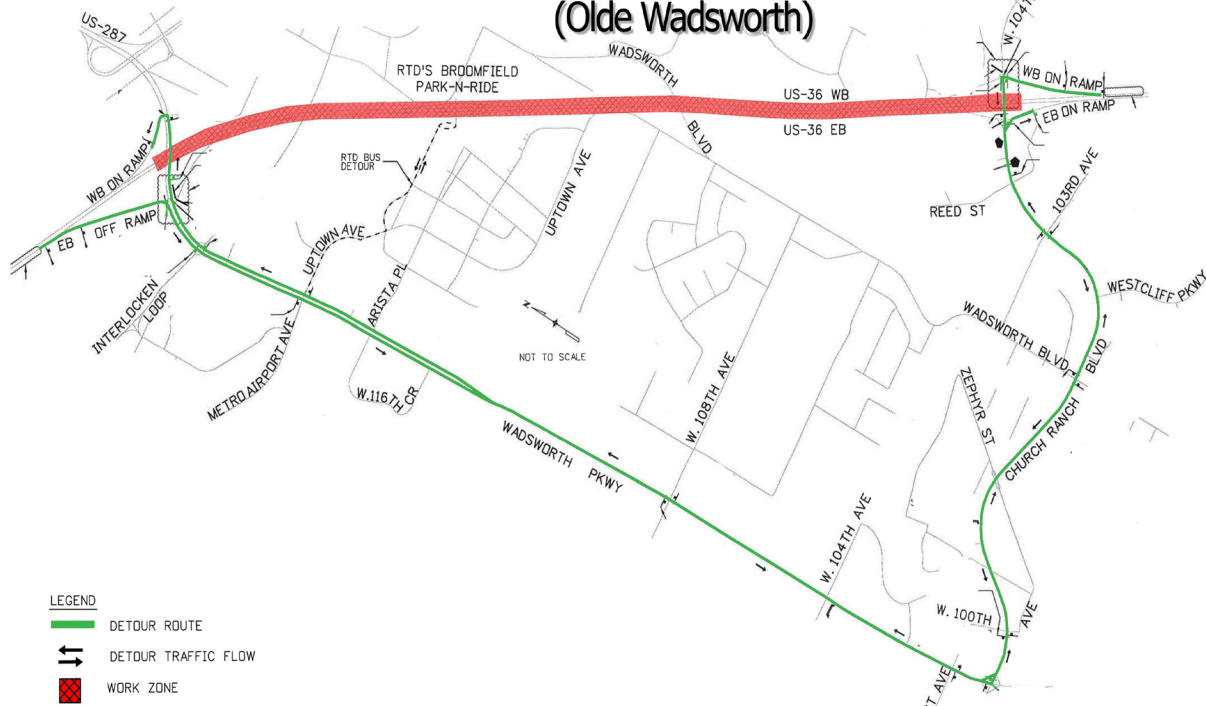 (Olde Wadsworth)
US-287
W. 104T
WADSWORTH
BLVD
RTD'S BROOMFIELD
PARK-N-RIDE
US-36 WB
US-36 EB
WB ON RAMP
EB ON RAMP
WB ON RAMP
EB OFF RAMP
RTD BUS
DETOUR
UPTOWN AVE
UPTOWN AVE
REED ST
103RD AVE
INTERLOCKEN
LOOP
METRO AIRPORT AVE
ARISTA PL
W.116TH CR
N
NOT TO SCALE
WESTCLIFF PKWY
WADSWORTH BLVD
ZEPHYR ST
CHURCH RANCH BLVD
W. 108TH AVE
WADSWORTH PKWY
W. 104TH AVE
W. 100TH AVE
T AVE
LEGEND
DETOUR ROUTE
DETOUR TRAFFIC FLOW
WORK ZONE